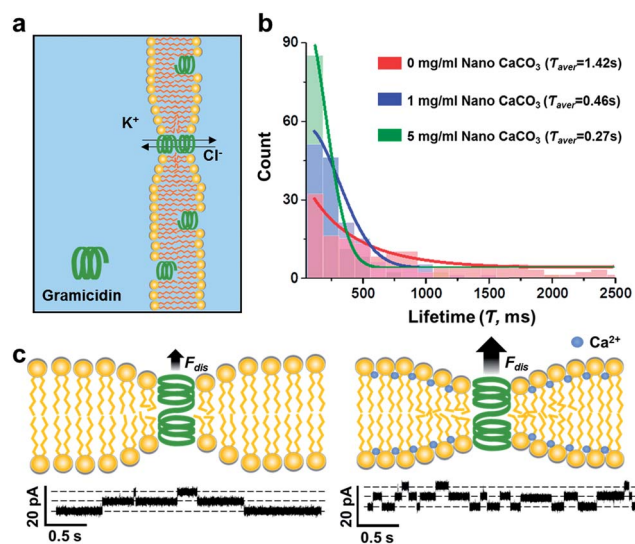 a
K⁺
Cl⁻
Gramicidin
b
90
60
30
0
Count
0 mg/ml Nano CaCO₃ (Tₐᵥₑᵣ=1.42s)
1 mg/ml Nano CaCO₃ (Tₐᵥₑᵣ=0.46s)
5 mg/ml Nano CaCO₃ (Tₐᵥₑᵣ=0.27s)
500 1000 1500 2000 2500
Lifetime (T, ms)
c
F_dis
20 pA
0.5 s
F_dis
Ca²⁺
20 pA
0.5 s